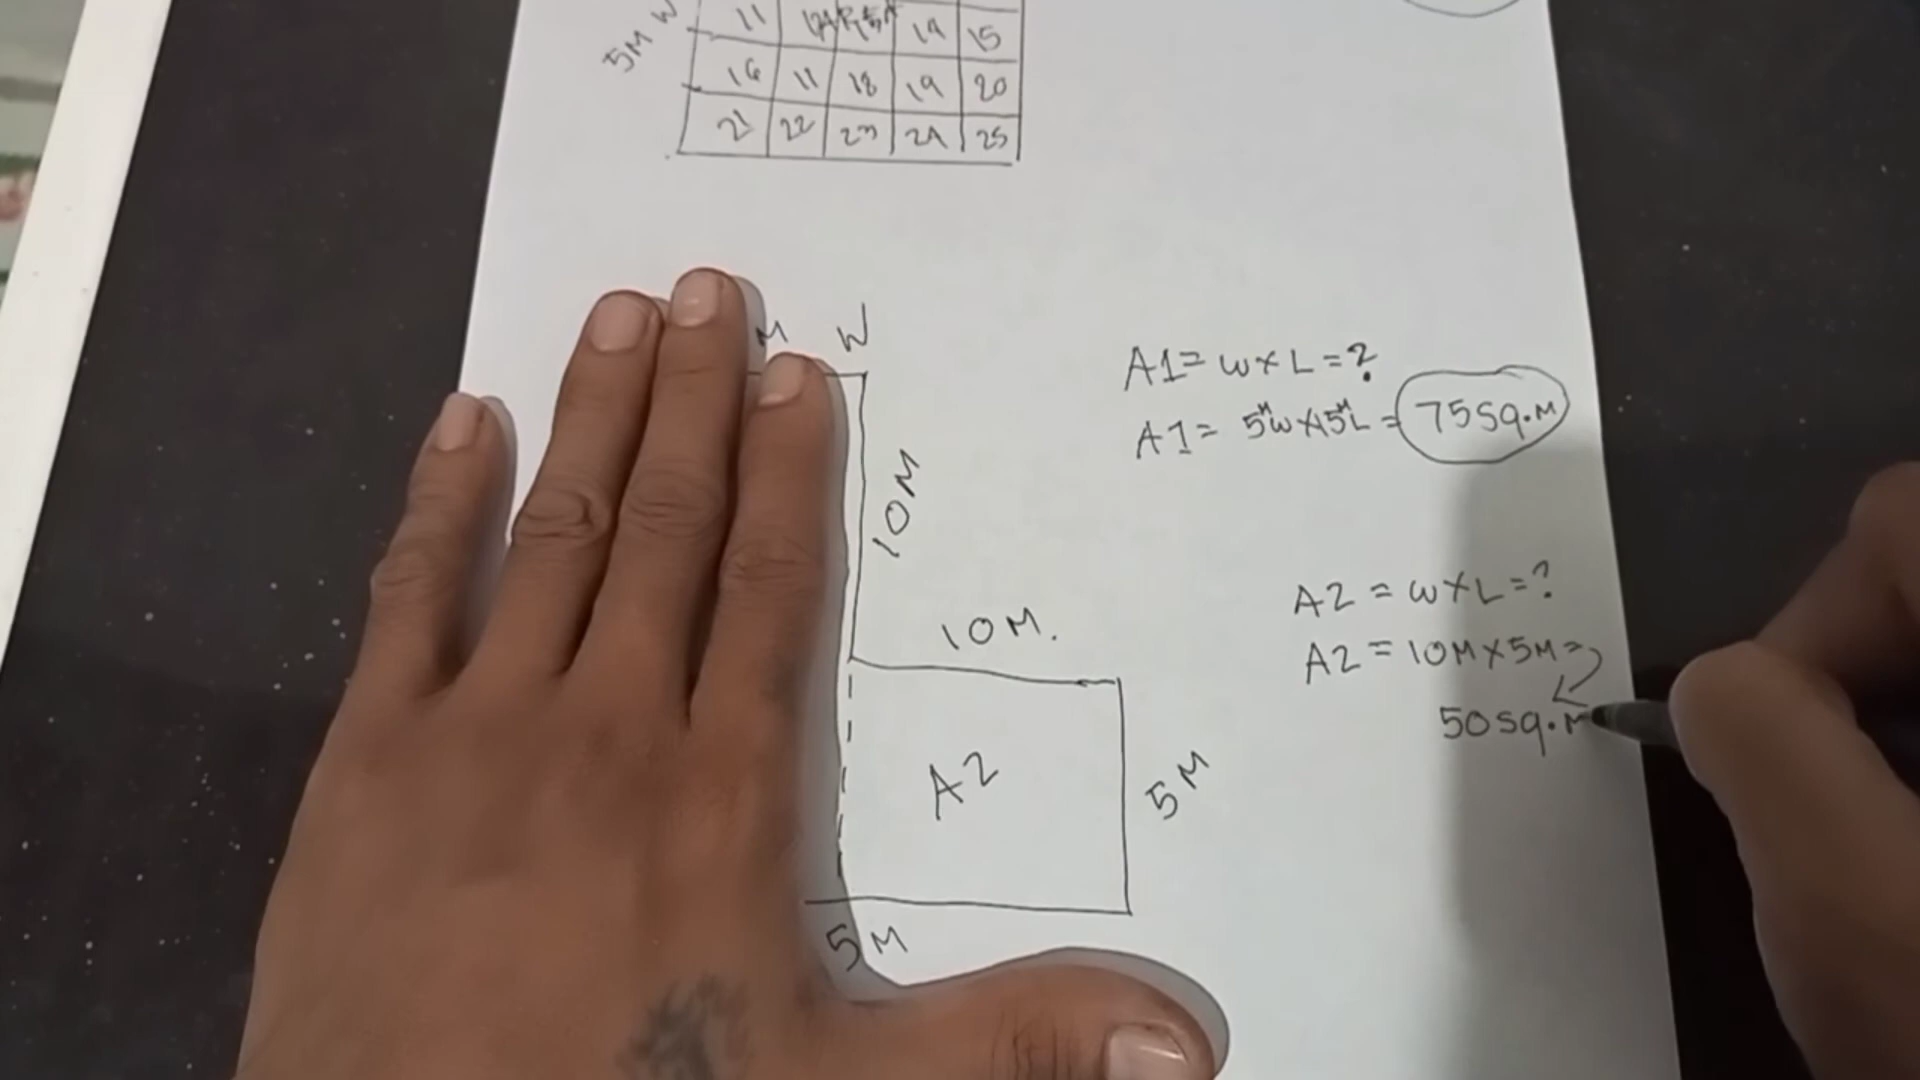 5M W
11 14 15
16 11 18 19 20
21 22 23 24 25
M W
10M
10M.
A2
5M
5M
A1= W×L=?
A1= 5ᴹW×15ᴹL= 75Sq.M
A2 = W×L=?
A2 = 10M×5M=
50Sq.M